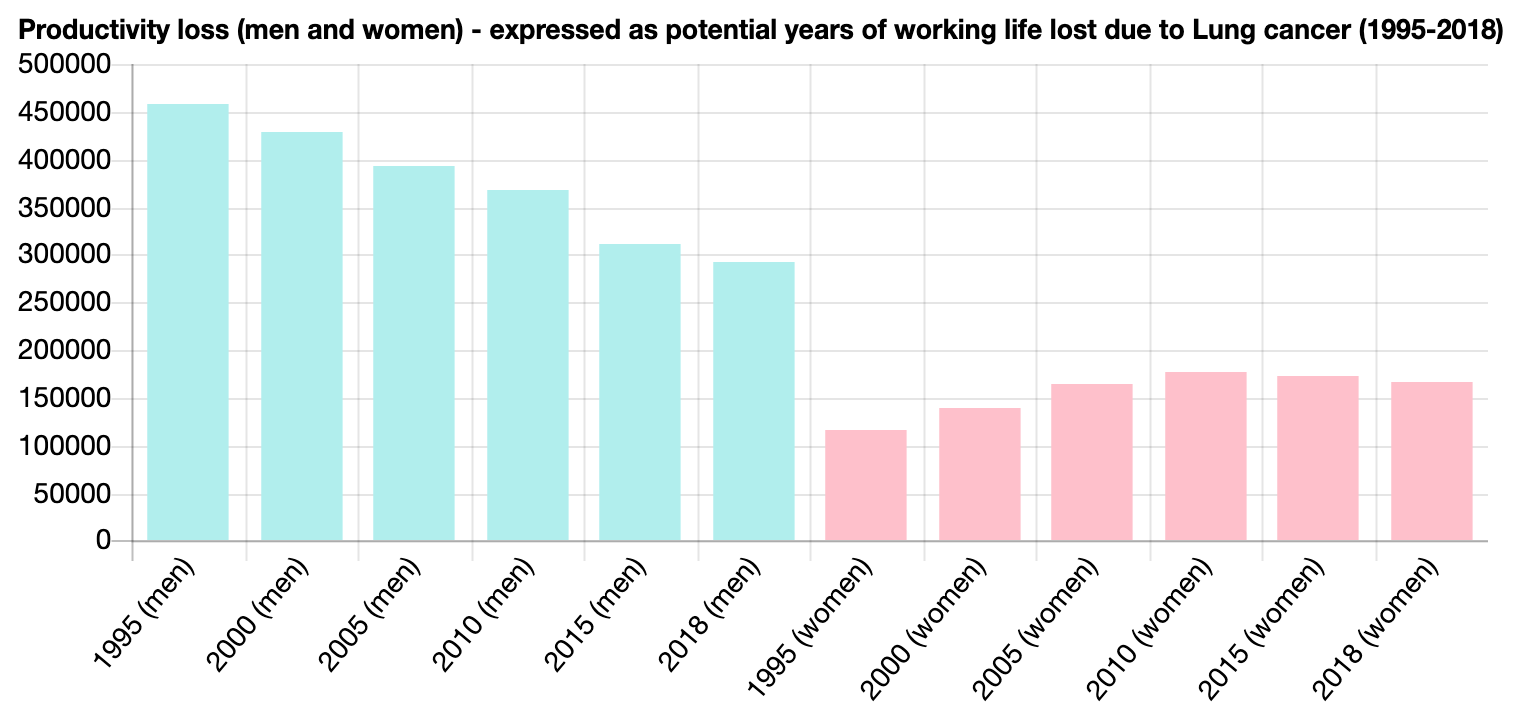 Productivity loss (men and women) - expressed as potential years of working life lost due to Lung cancer (1995-2018)
500000
450000
400000
350000
300000
250000
200000
150000
100000
50000
0
1995 (men)
2000 (men)
2005 (men)
2010 (men)
2015 (men)
2018 (men)
1995 (women)
2000 (women)
2005 (women)
2010 (women)
2015 (women)
2018 (women)